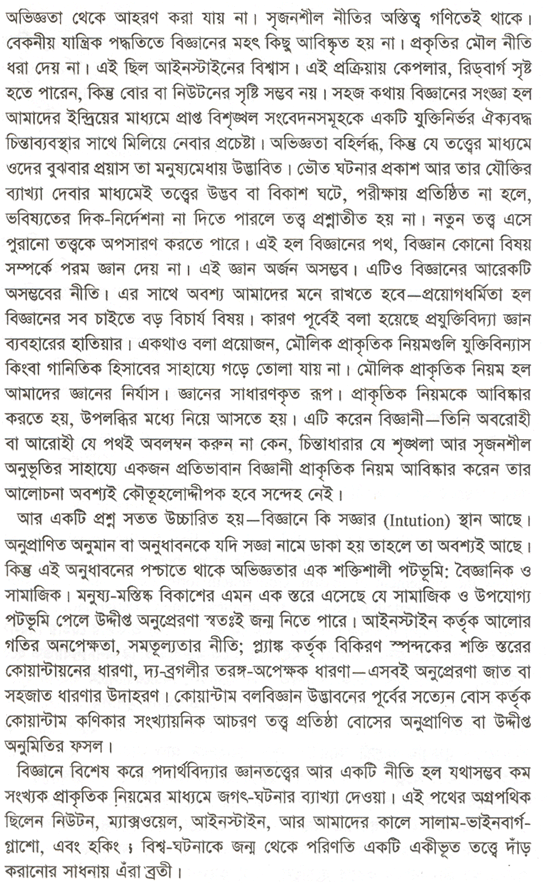 অভিজ্ঞতা থেকে আহরণ করা যায় না। সৃজনশীল নীতির অস্তিত্ব গণিতেই থাকে।
বেকনীয় যান্ত্রিক পদ্ধতিতে বিজ্ঞানের মহৎ কিছু আবিষ্কৃত হয় না। প্রকৃতির মৌল নীতি
ধরা দেয় না। এই ছিল আইনস্টাইনের বিশ্বাস। এই প্রক্রিয়ায় কেপলার, রিড্‌বার্গ সৃষ্ট
হতে পারেন, কিন্তু বোর বা নিউটনের সৃষ্টি সম্ভব নয়। সহজ কথায় বিজ্ঞানের সংজ্ঞা হল
আমাদের ইন্দ্রিয়ের মাধ্যমে প্রাপ্ত বিশৃঙ্খল সংবেদনসমূহকে একটি যুক্তিনির্ভর ঐক্যবদ্ধ
চিন্তাব্যবস্থার সাথে মিলিয়ে নেবার প্রচেষ্টা। অভিজ্ঞতা বহির্লব্ধ, কিন্তু যে তত্ত্বের মাধ্যমে
ওদের বুঝবার প্রয়াস তা মনুষ্যমেধায় উদ্ভাবিত। ভৌত ঘটনার প্রকাশ আর তার যৌক্তির
ব্যাখ্যা দেবার মাধ্যমেই তত্ত্বের উদ্ভব বা বিকাশ ঘটে, পরীক্ষায় প্রতিষ্ঠিত না হলে,
ভবিষ্যতের দিক-নির্দেশনা না দিতে পারলে তত্ত্ব প্রশ্নাতীত হয় না। নতুন তত্ত্ব এসে
পুরানো তত্ত্বকে অপসারণ করতে পারে। এই হল বিজ্ঞানের পথ, বিজ্ঞান কোনো বিষয়
সম্পর্কে পরম জ্ঞান দেয় না। এই জ্ঞান অর্জন অসম্ভব। এটিও বিজ্ঞানের আরেকটি
অসম্ভবের নীতি। এর সাথে অবশ্য আমাদের মনে রাখতে হবে—প্রয়োগধর্মিতা হল
বিজ্ঞানের সব চাইতে বড় বিচার্য বিষয়। কারণ পূর্বেই বলা হয়েছে প্রযুক্তিবিদ্যা জ্ঞান
ব্যবহারের হাতিয়ার। একথাও বলা প্রয়োজন, মৌলিক প্রাকৃতিক নিয়মগুলি যুক্তিবিন্যাস
কিংবা গানিতিক হিসাবের সাহায্যে গড়ে তোলা যায় না। মৌলিক প্রাকৃতিক নিয়ম হল
আমাদের জ্ঞানের নির্যাস। জ্ঞানের সাধারণকৃত রূপ। প্রাকৃতিক নিয়মকে আবিষ্কার
করতে হয়, উপলব্ধির মধ্যে নিয়ে আসতে হয়। এটি করেন বিজ্ঞানী—তিনি অবরোহী
বা আরোহী যে পথই অবলম্বন করুন না কেন, চিন্তাধারার যে শৃঙ্খলা আর সৃজনশীল
অনুভূতির সাহায্যে একজন প্রতিভাবান বিজ্ঞানী প্রাকৃতিক নিয়ম আবিষ্কার করেন তার
আলোচনা অবশ্যই কৌতূহলোদ্দীপক হবে সন্দেহ নেই।
আর একটি প্রশ্ন সতত উচ্চারিত হয়—বিজ্ঞানে কি সজ্ঞার (Intution) স্থান আছে।
অনুপ্রাণিত অনুমান বা অনুধাবনকে যদি সজ্ঞা নামে ডাকা হয় তাহলে তা অবশ্যই আছে।
কিন্তু এই অনুধাবনের পশ্চাতে থাকে অভিজ্ঞতার এক শক্তিশালী পটভূমি: বৈজ্ঞানিক ও
সামাজিক। মনুষ্য-মস্তিষ্ক বিকাশের এমন এক স্তরে এসেছে যে সামাজিক ও উপযোগ্য
পটভূমি পেলে উদ্দীপ্ত অনুপ্রেরণা স্বতঃই জন্ম নিতে পারে। আইনস্টাইন কর্তৃক আলোর
গতির অনপেক্ষতা, সমতূল্যতার নীতি; প্ল্যাঙ্ক কর্তৃক বিকিরণ স্পন্দকের শক্তি স্তরের
কোয়ান্টায়নের ধারণা, দ্য-ব্রগলীর তরঙ্গ-অপেক্ষক ধারণা—এসবই অনুপ্রেরণা জাত বা
সহজাত ধারণার উদাহরণ। কোয়ান্টাম বলবিজ্ঞান উদ্ভাবনের পূর্বের সত্যেন বোস কর্তৃক
কোয়ান্টাম কণিকার সংখ্যায়নিক আচরণ তত্ত্ব প্রতিষ্ঠা বোসের অনুপ্রাণিত বা উদ্দীপ্ত
অনুমিতির ফসল।
বিজ্ঞানে বিশেষ করে পদার্থবিদ্যার জ্ঞানতত্ত্বের আর একটি নীতি হল যথাসম্ভব কম
সংখ্যক প্রাকৃতিক নিয়মের মাধ্যমে জগৎ-ঘটনার ব্যাখ্যা দেওয়া। এই পথের অগ্রপথিক
ছিলেন নিউটন, ম্যাক্সওয়েল, আইনস্টাইন, আর আমাদের কালে সালাম-ভাইনবার্গ-
গ্লাশো, এবং হকিং ; বিশ্ব-ঘটনাকে জন্ম থেকে পরিণতি একটি একীভূত তত্ত্বে দাঁড়
করানোর সাধনায় এঁরা ব্রতী।